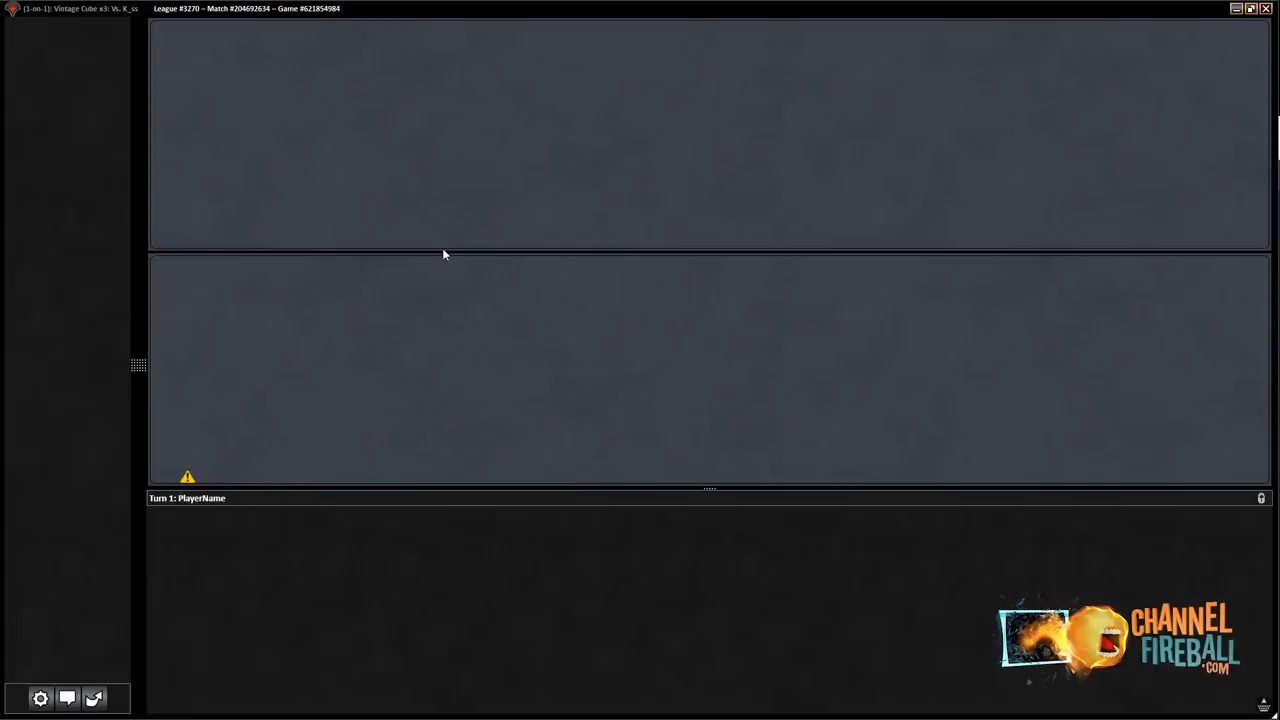 (1-on-1): Vintage Cube x3: Vs. K_ss League #3270 – Match #204692634 – Game #621854984
Turn 1: PlayerName
CHANNEL
FIREBALL
.COM